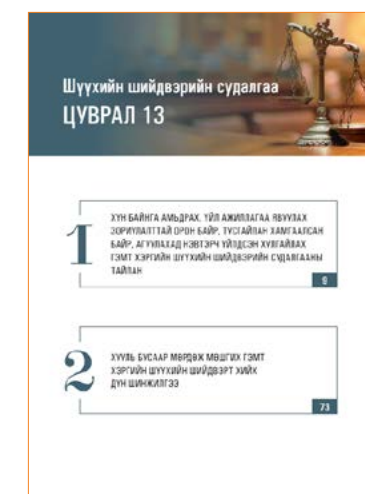 Шүүхийн шийдвэрийн судалгаа
ЦУВРАЛ 13
1
ХҮН БАЙНГА АМЬДРАХ, ҮЙЛ АЖИЛЛАГАА ЯВУУЛАХ
ЗОРИУЛАЛТТАЙ ОРОН БАЙР, ТУСГАЙЛАН ХАМГААЛСАН
БАЙР, АГУУЛАХАД НЭВТЭРЧ ҮЙЛДСЭН ХУЛГАЙЛАХ
ГЭМТ ХЭРГИЙН ШҮҮХИЙН ШИЙДВЭРИЙН СУДАЛГААНЫ
ТАЙЛАН
9
2
ХУУЛЬ БУСААР МӨРДӨЖ МӨШГИХ ГЭМТ
ХЭРГИЙН ШҮҮХИЙН ШИЙДВЭРТ ХИЙХ
ДҮН ШИНЖИЛГЭЭ
73